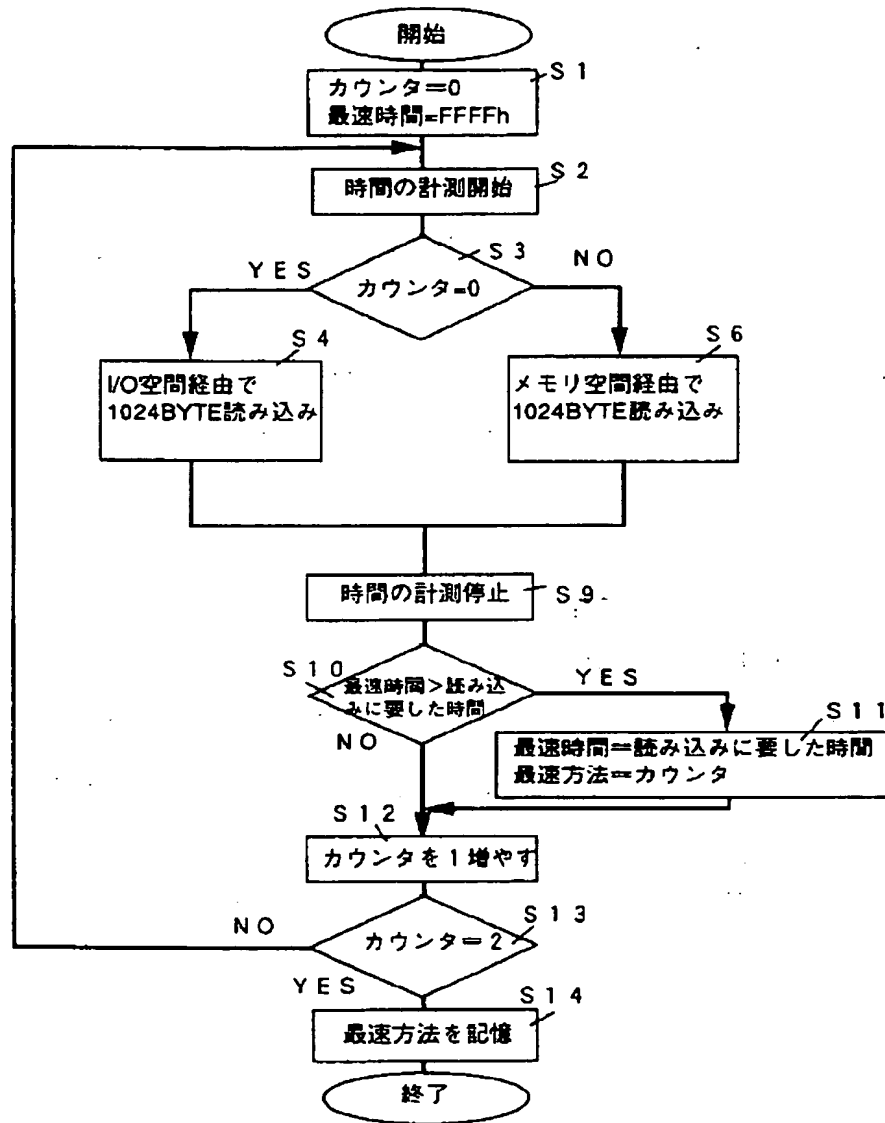 開始
S1
カウンタ=0
最速時間=FFFFh
S2
時間の計測開始
S3
YES
NO
カウンタ=0
S4
I/O空間経由で
1024BYTE読み込み
S6
メモリ空間経由で
1024BYTE読み込み
時間の計測停止
S9
S10
最速時間>読み込
みに要した時間
YES
NO
S11
最速時間=読み込みに要した時間
最速方法=カウンタ
S12
カウンタを1増やす
S13
NO
カウンタ=2
YES
S14
最速方法を記憶
終了